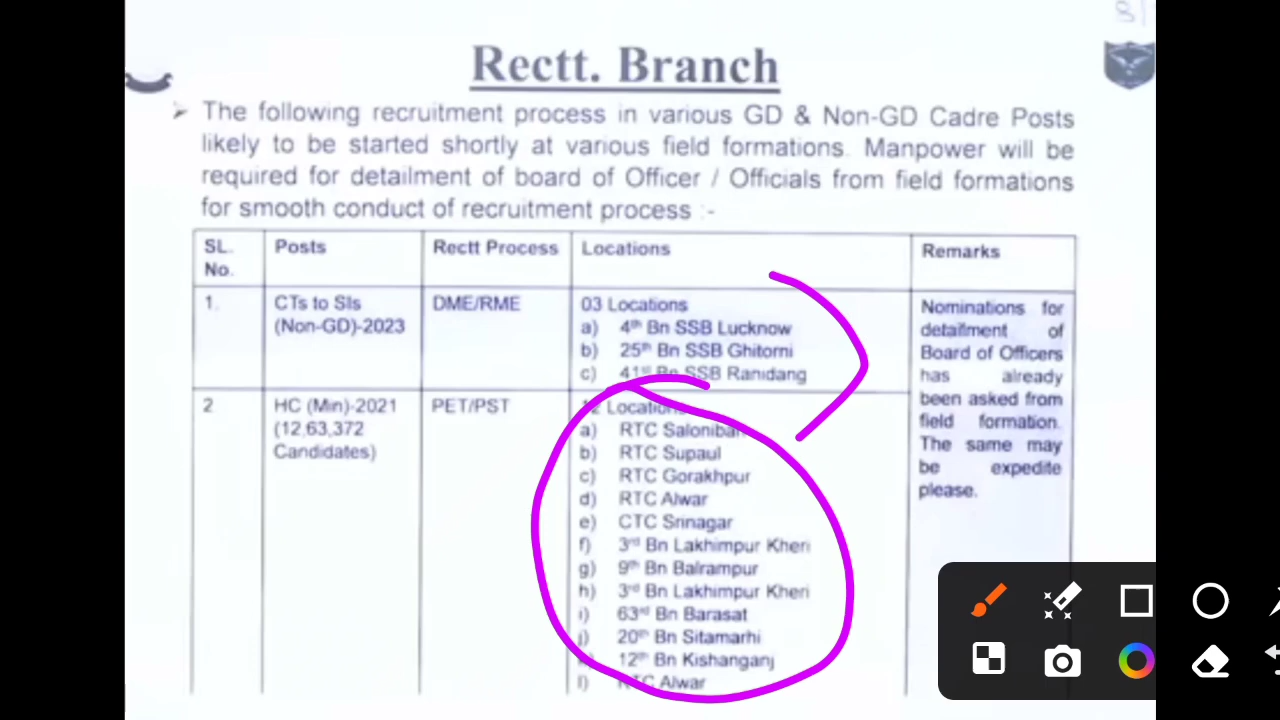 Rectt. Branch
➢ The following recruitment process in various GD & Non-GD Cadre Posts
likely to be started shortly at various field formations. Manpower will be
required for detailment of board of Officer / Officials from field formations
for smooth conduct of recruitment process :-
SL. No.
Posts
Rectt Process
Locations
Remarks
1.
CTs to SIs
(Non-GD)-2023
DME/RME
03 Locations
a) 4th Bn SSB Lucknow
b) 25th Bn SSB Ghitorni
c) 41st Bn SSB Ranidang
Nominations for
detailment of
Board of Officers
has already
been asked from
field formation.
The same may
be expedite
please.
2
HC (Min)-2021
(12,63,372
Candidates)
PET/PST
12 Locations
a) RTC Salonibari
b) RTC Supaul
c) RTC Gorakhpur
d) RTC Alwar
e) CTC Srinagar
f) 3rd Bn Lakhimpur Kheri
g) 9th Bn Balrampur
h) 3rd Bn Lakhimpur Kheri
i) 63rd Bn Barasat
j) 20th Bn Sitamarhi
12th Bn Kishanganj
l) RTC Alwar